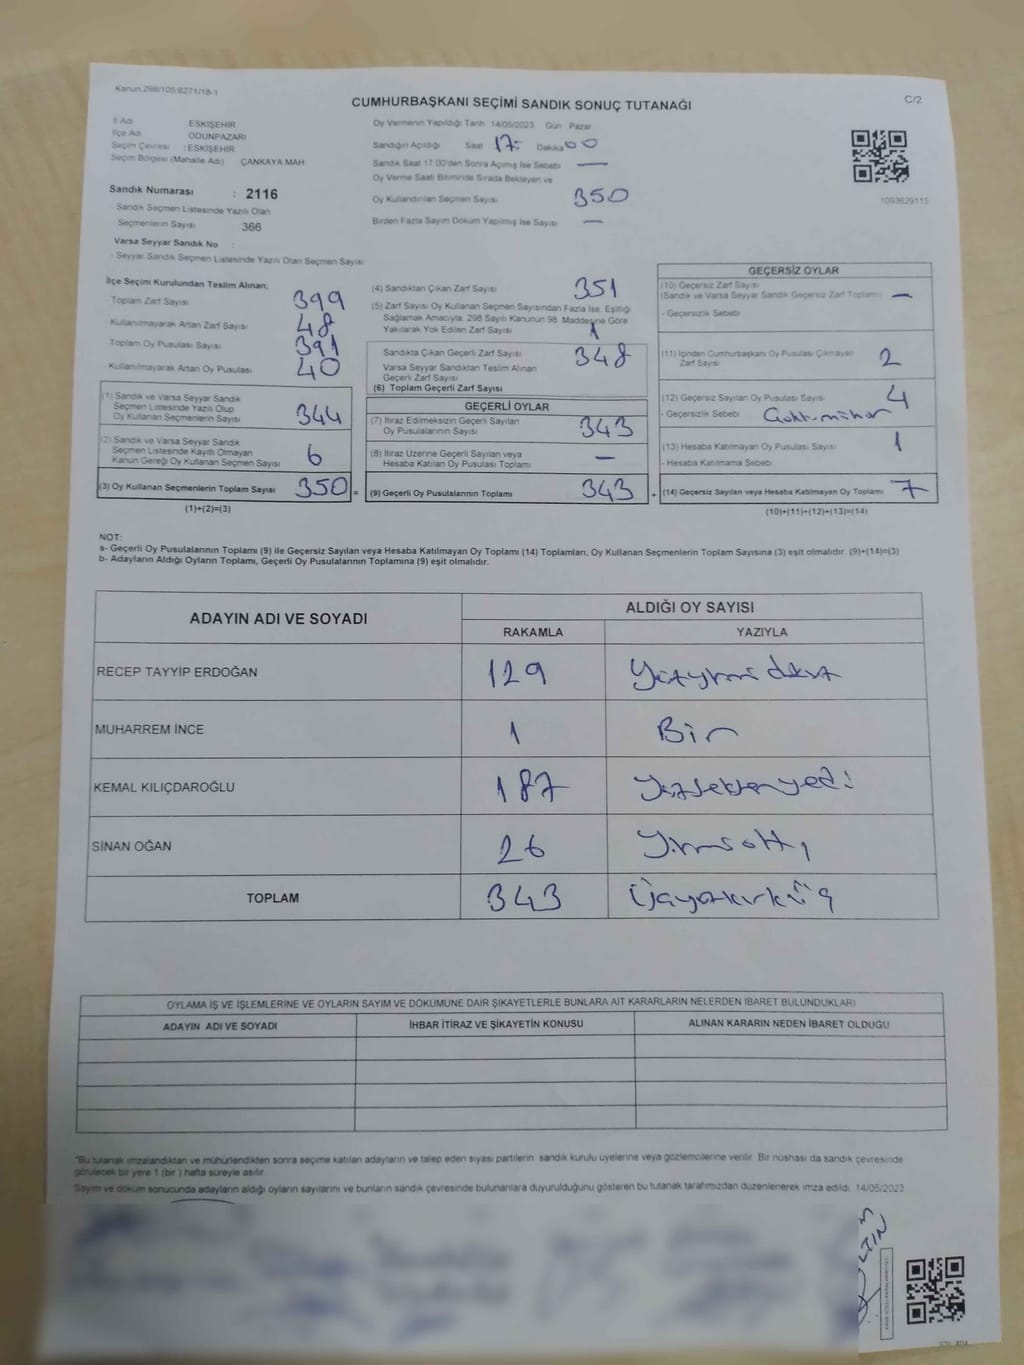 Kanun.298/105.6271/18-1
CUMHURBAŞKANI SEÇİMİ SANDIK SONUÇ TUTANAĞI
C/2
İl Adı ESKİŞEHİR
İlçe Adı ODUNPAZARI
Seçim Çevresi : ESKİŞEHİR
Seçim Bölgesi (Mahalle Adı) ÇANKAYA MAH
Sandık Numarası : 2116
- Sandık Seçmen Listesinde Yazılı Olan
Seçmenlerin Sayısı 366
Varsa Seyyar Sandık No :
- Seyyar Sandık Seçmen Listesinde Yazılı Olan Seçmen Sayısı
Oy Vermenin Yapıldığı Tarih 14/05/2023 Gün Pazar
Sandığın Açıldığı Saat 17: Dakika 00
Sandık Saat 17:00'den Sonra Açılmış İse Sebebi —
Oy Verme Saati Bitiminde Sırada Bekleyen ve
Oy Kullandırılan Seçmen Sayısı 350
Birden Fazla Sayım Döküm Yapılmış İse Sayısı —
1093629115
İlçe Seçim Kurulundan Teslim Alınan;
- Toplam Zarf Sayısı 399
- Kullanılmayarak Artan Zarf Sayısı 48
Toplam Oy Pusulası Sayısı 391
- Kullanılmayarak Artan Oy Pusulası 40
(1) Sandık ve Varsa Seyyar Sandık
Seçmen Listesinde Yazılı Olup
Oy Kullanan Seçmenlerin Sayısı 344
(2) Sandık ve Varsa Seyyar Sandık
Seçmen Listesinde Kayıtlı Olmayan
Kanun Gereği Oy Kullanan Seçmen Sayısı 6
(3) Oy Kullanan Seçmenlerin Toplam Sayısı 350 =
(1)+(2)=(3)
(4) Sandıktan Çıkan Zarf Sayısı 351
(5) Zarf Sayısı Oy Kullanan Seçmen Sayısından Fazla İse, Eşitliği
Sağlamak Amacıyla; 298 Sayılı Kanunun 98. Maddesine Göre
Yakılarak Yok Edilen Zarf Sayısı 1
Sandıkta Çıkan Geçerli Zarf Sayısı 348
Varsa Seyyar Sandıktan Teslim Alınan
Geçerli Zarf Sayısı
(6) Toplam Geçerli Zarf Sayısı
GEÇERLİ OYLAR
(7) İtiraz Edilmeksizin Geçerli Sayılan
Oy Pusulalarının Sayısı 343
(8) İtiraz Üzerine Geçerli Sayılan veya
Hesaba Katılan Oy Pusulası Toplamı —
(9) Geçerli Oy Pusulalarının Toplamı 343 +
GEÇERSİZ OYLAR
(10) Geçersiz Zarf Sayısı
(Sandık ve Varsa Seyyar Sandık Geçersiz Zarf Toplamı) —
- Geçersizlik Sebebi
(11) İçinden Cumhurbaşkanı Oy Pusulası Çıkmayan
Zarf Sayısı 2
(12) Geçersiz Sayılan Oy Pusulası Sayısı 4
- Geçersizlik Sebebi
(13) Hesaba Katılmayan Oy Pusulası Sayısı 1
- Hesaba Katılmama Sebebi
(14) Geçersiz Sayılan veya Hesaba Katılmayan Oy Toplamı 7
(10)+(11)+(12)+(13)=(14)
NOT:
a- Geçerli Oy Pusulalarının Toplamı (9) ile Geçersiz Sayılan veya Hesaba Katılmayan Oy Toplamı (14) Toplamları, Oy Kullanan Seçmenlerin Toplam Sayısına (3) eşit olmalıdır. (9)+(14)=(3)
b- Adayların Aldığı Oyların Toplamı, Geçerli Oy Pusulalarının Toplamına (9) eşit olmalıdır.
ADAYIN ADI VE SOYADI
ALDIĞI OY SAYISI
RAKAMLA YAZIYLA
RECEP TAYYİP ERDOĞAN 129
MUHARREM İNCE 1 Bir
KEMAL KILIÇDAROĞLU 187 Yüzseksenyedi
SİNAN OĞAN 26 Yirmialtı
TOPLAM 343 Üçyüzkırküç
OYLAMA İŞ VE İŞLEMLERİNE VE OYLARIN SAYIM VE DÖKÜMÜNE DAİR ŞİKAYETLERLE BUNLARA AİT KARARLARIN NELERDEN İBARET BULUNDUKLARI
ADAYIN ADI VE SOYADI İHBAR İTİRAZ VE ŞİKAYETİN KONUSU ALINAN KARARIN NEDEN İBARET OLDUĞU
*Bu tutanak imzalandıktan ve mühürlendikten sonra seçime katılan adayların ve talep eden siyasi partilerin, sandık kurulu üyelerine veya gözlemcilerine verilir. Bir nüshası da sandık çevresinde
görülecek bir yere 1 (bir) hafta süreyle asılır.
Sayım ve döküm sonucunda adayların aldığı oyların sayılarını ve bunların sandık çevresinde bulunanlara duyurulduğunu gösteren bu tutanak tarafımızdan düzenlenerek imza edildi. 14/05/2023